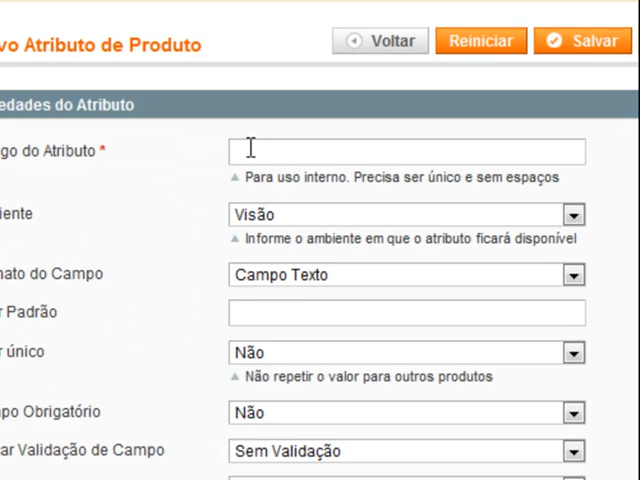 vo Atributo de Produto Voltar Reiniciar Salvar
edades do Atributo
go do Atributo *
Para uso interno. Precisa ser único e sem espaços
iente Visão
Informe o ambiente em que o atributo ficará disponível
nato do Campo Campo Texto
r Padrão
r único Não
Não repetir o valor para outros produtos
npo Obrigatório Não
ar Validação de Campo Sem Validação